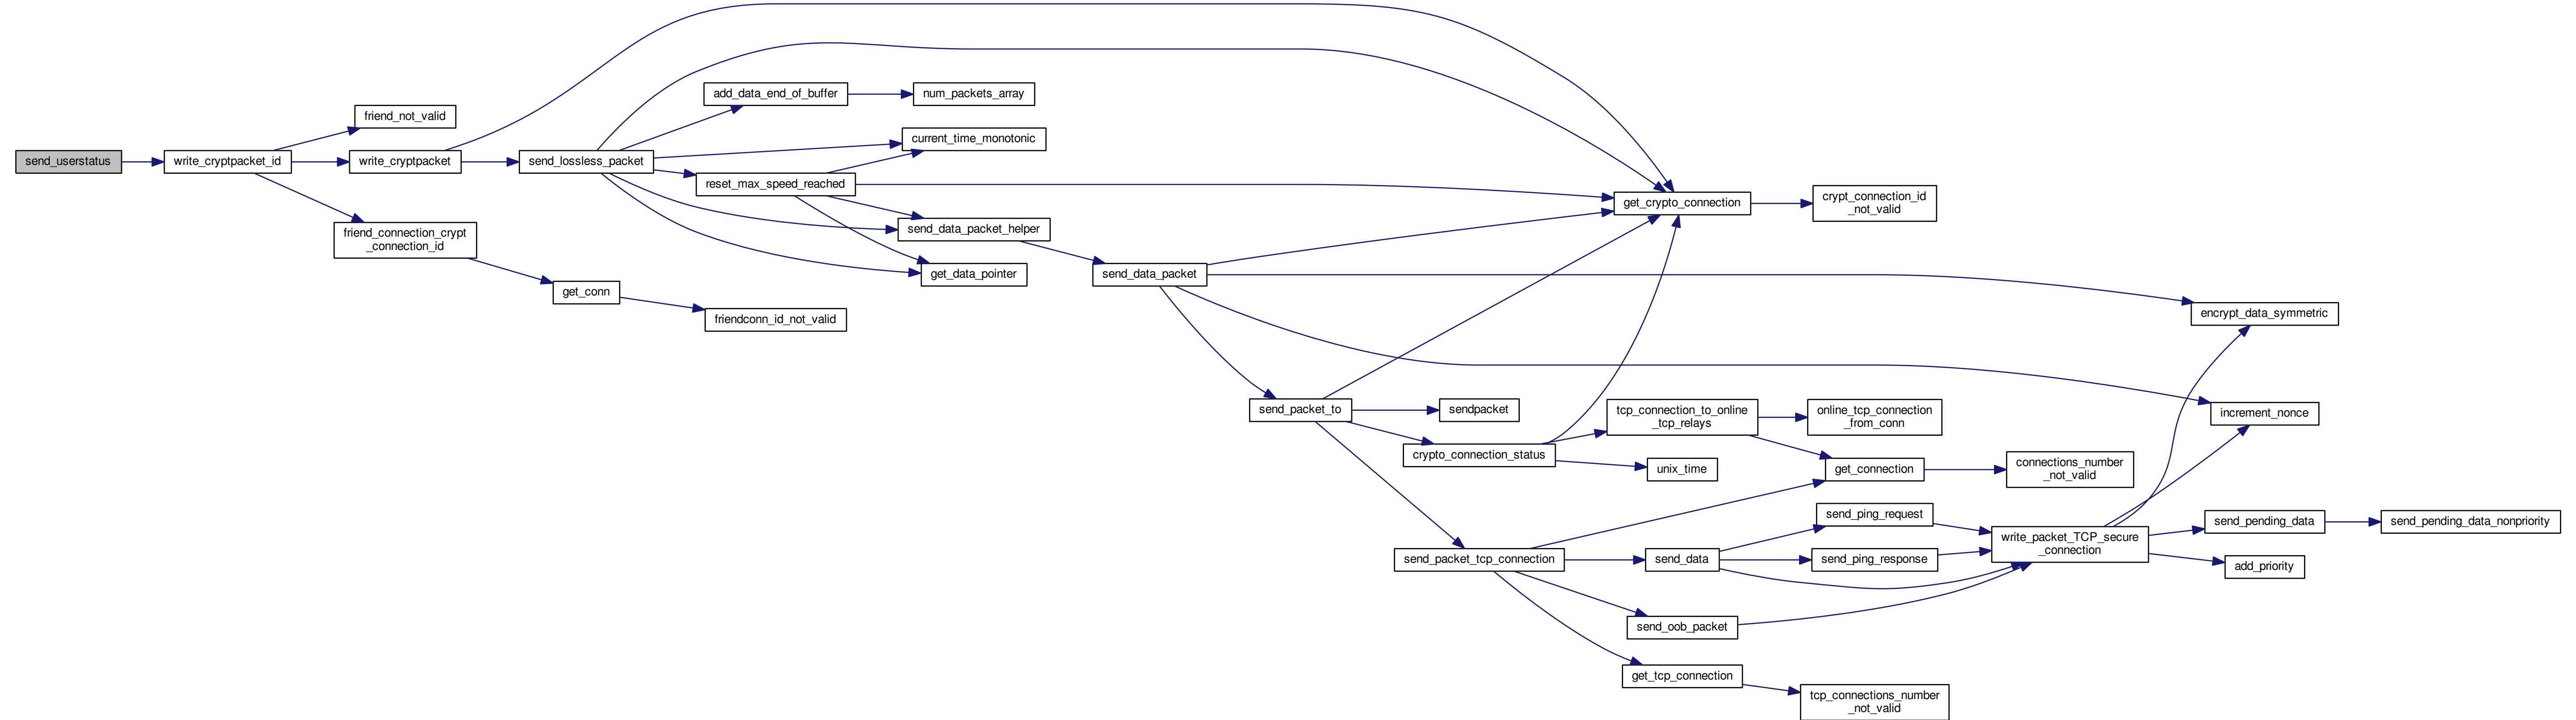 send_userstatus
write_cryptpacket_id
friend_not_valid
write_cryptpacket
friend_connection_crypt
_connection_id
get_conn
friendconn_id_not_valid
send_lossless_packet
add_data_end_of_buffer
num_packets_array
current_time_monotonic
reset_max_speed_reached
send_data_packet_helper
get_data_pointer
send_data_packet
get_crypto_connection
crypt_connection_id
_not_valid
encrypt_data_symmetric
increment_nonce
send_packet_to
sendpacket
crypto_connection_status
tcp_connection_to_online
_tcp_relays
online_tcp_connection
_from_conn
unix_time
get_connection
connections_number
_not_valid
send_packet_tcp_connection
send_data
send_ping_request
send_ping_response
write_packet_TCP_secure
_connection
send_pending_data
send_pending_data_nonpriority
add_priority
send_oob_packet
get_tcp_connection
tcp_connections_number
_not_valid